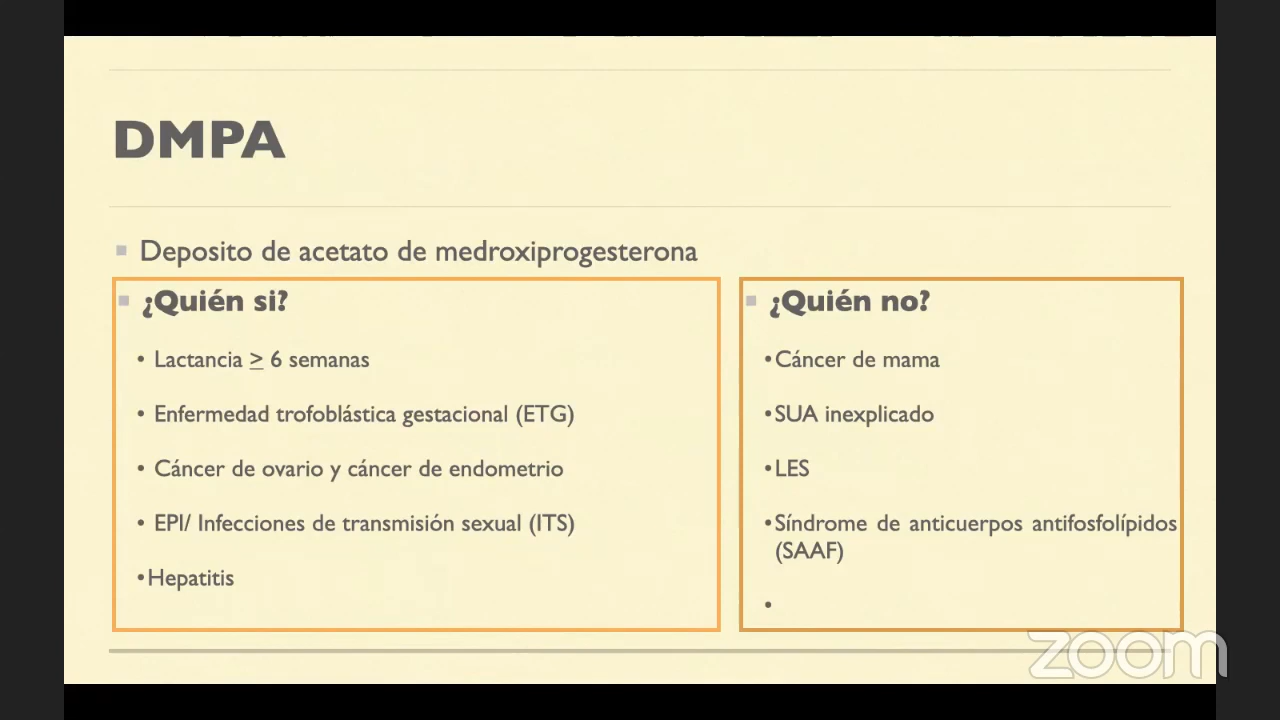 DMPA
Deposito de acetato de medroxiprogesterona
¿Quién si?
• Lactancia ≥ 6 semanas
• Enfermedad trofoblástica gestacional (ETG)
• Cáncer de ovario y cáncer de endometrio
• EPI/ Infecciones de transmisión sexual (ITS)
•Hepatitis
¿Quién no?
•Cáncer de mama
•SUA inexplicado
•LES
•Síndrome de anticuerpos antifosfolípidos
(SAAF)
•
zoom